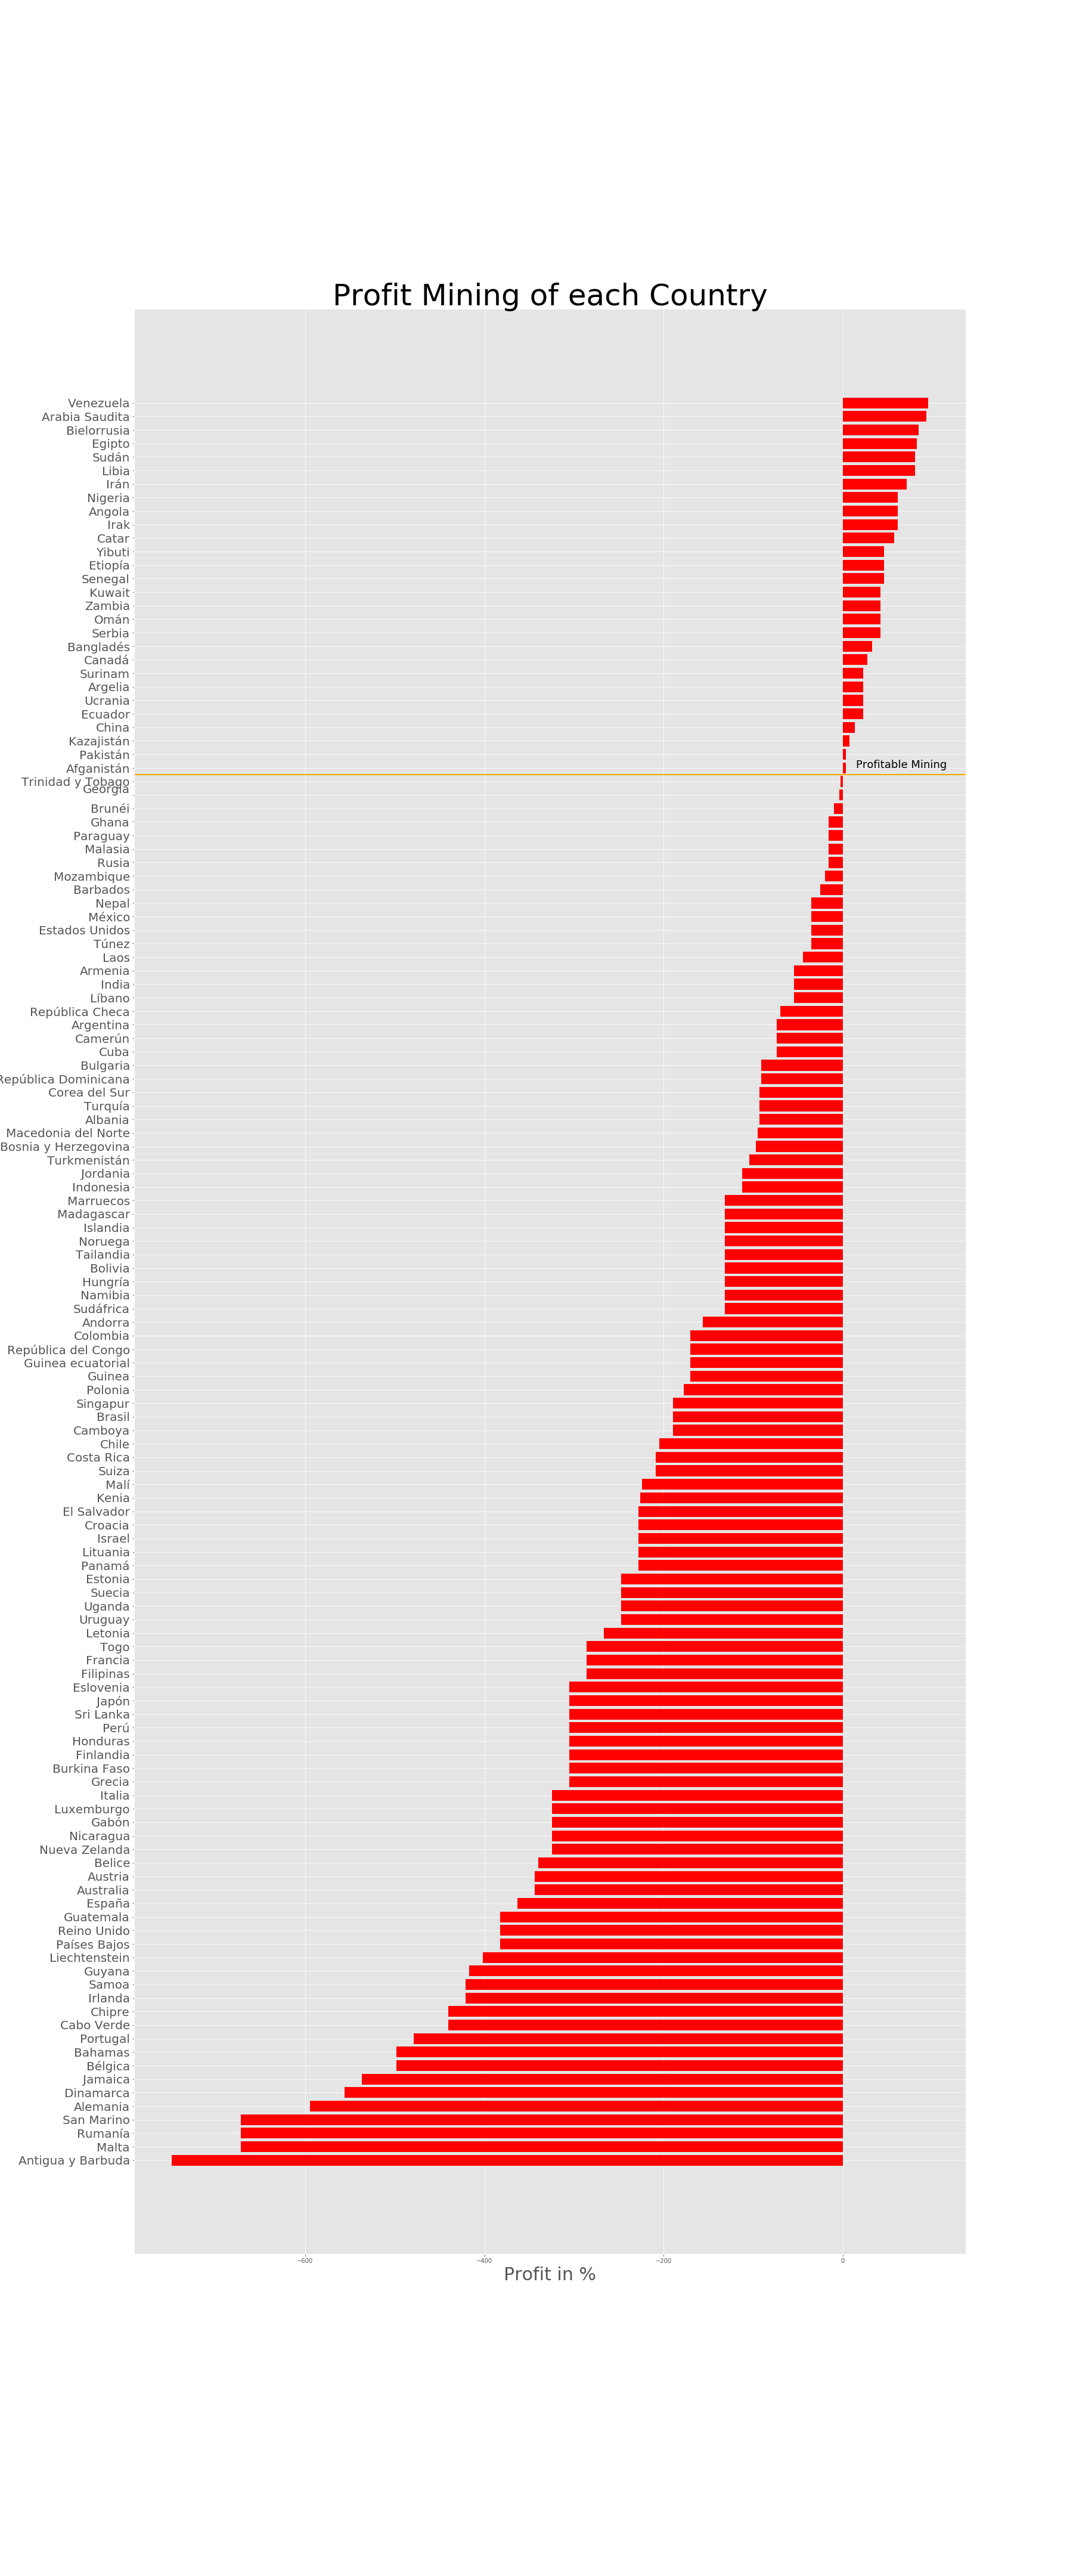 Profit Mining of each Country
Venezuela
Arabia Saudita
Bielorrusia
Egipto
Sudán
Libia
Irán
Nigeria
Angola
Irak
Catar
Yibuti
Etiopía
Senegal
Kuwait
Zambia
Omán
Serbia
Bangladés
Canadá
Surinam
Argelia
Ucrania
Ecuador
China
Kazajistán
Pakistán
Afganistán
Profitable Mining
Trinidad y Tobago
Georgia
Brunéi
Ghana
Paraguay
Malasia
Rusia
Mozambique
Barbados
Nepal
México
Estados Unidos
Túnez
Laos
Armenia
India
Líbano
República Checa
Argentina
Camerún
Cuba
Bulgaria
República Dominicana
Corea del Sur
Turquía
Albania
Macedonia del Norte
Bosnia y Herzegovina
Turkmenistán
Jordania
Indonesia
Marruecos
Madagascar
Islandia
Noruega
Tailandia
Bolivia
Hungría
Namibia
Sudáfrica
Andorra
Colombia
República del Congo
Guinea ecuatorial
Guinea
Polonia
Singapur
Brasil
Camboya
Chile
Costa Rica
Suiza
Malí
Kenia
El Salvador
Croacia
Israel
Lituania
Panamá
Estonia
Suecia
Uganda
Uruguay
Letonia
Togo
Francia
Filipinas
Eslovenia
Japón
Sri Lanka
Perú
Honduras
Finlandia
Burkina Faso
Grecia
Italia
Luxemburgo
Gabón
Nicaragua
Nueva Zelanda
Belice
Austria
Australia
España
Guatemala
Reino Unido
Países Bajos
Liechtenstein
Guyana
Samoa
Irlanda
Chipre
Cabo Verde
Portugal
Bahamas
Bélgica
Jamaica
Dinamarca
Alemania
San Marino
Rumanía
Malta
Antigua y Barbuda
−600 −400 −200 0
Profit in %